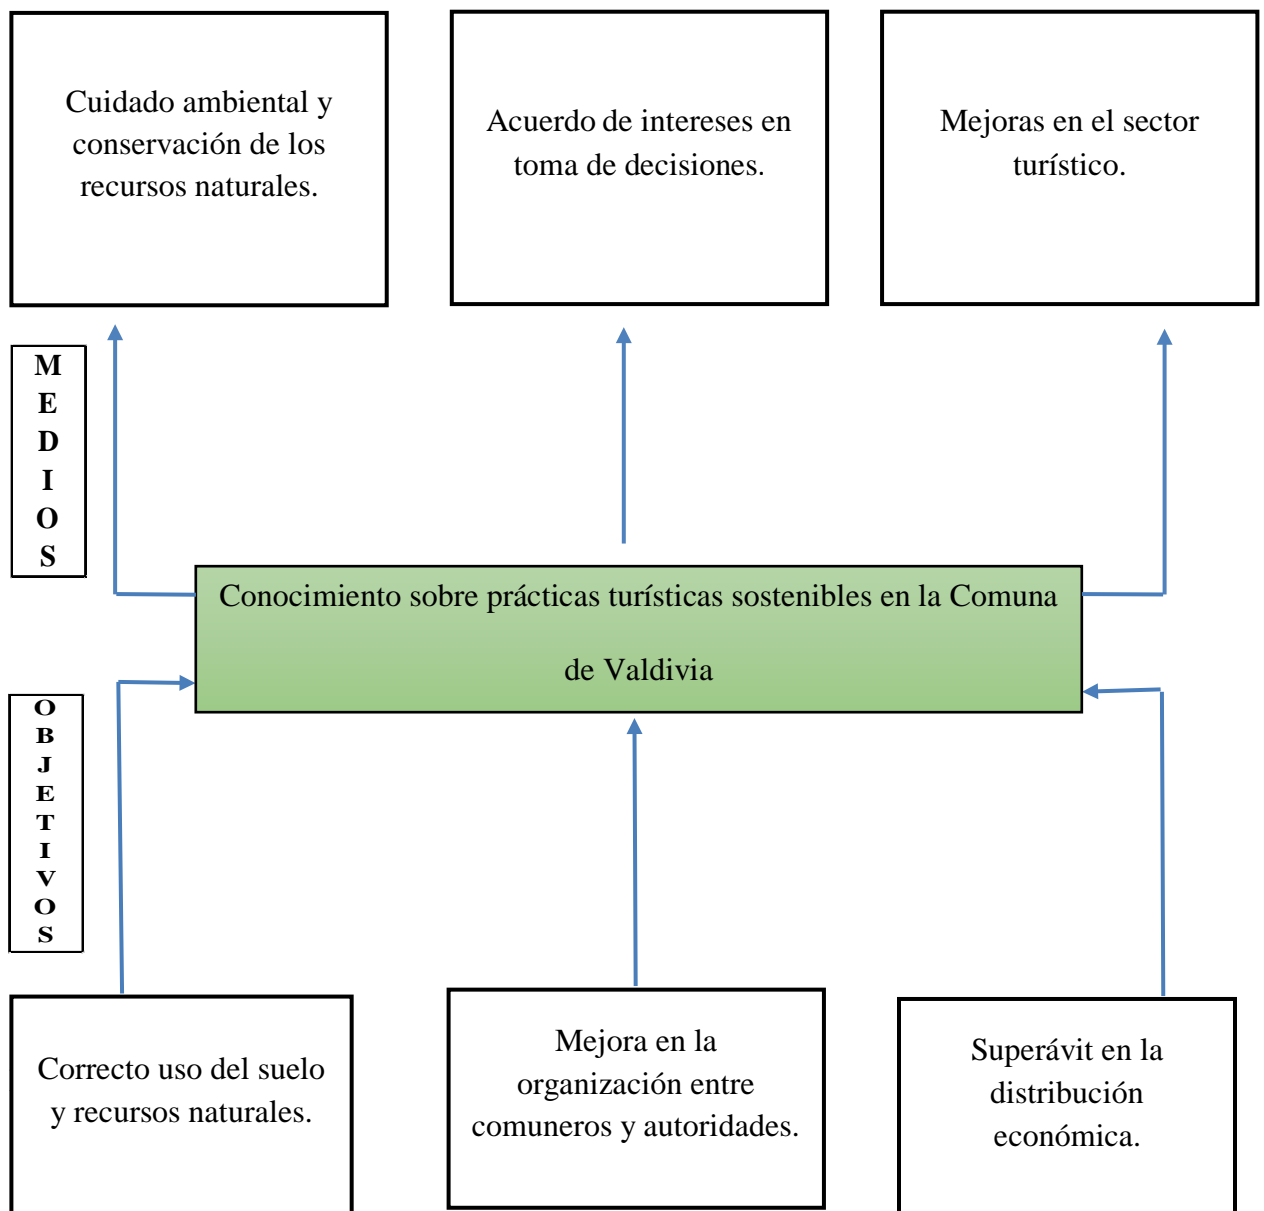 Cuidado ambiental y
conservación de los
recursos naturales.
Acuerdo de intereses en
toma de decisiones.
Mejoras en el sector
turístico.
M
E
D
I
O
S
Conocimiento sobre prácticas turísticas sostenibles en la Comuna
de Valdivia
O
B
J
E
T
I
V
O
S
Correcto uso del suelo
y recursos naturales.
Mejora en la
organización entre
comuneros y autoridades.
Superávit en la
distribución
económica.